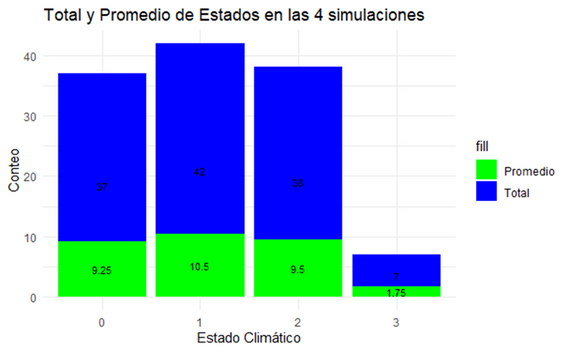 Total y Promedio de Estados en las 4 simulaciones
40
30
20
10
0
Conteo
37
42
38
7
9.25
10.5
9.5
1.75
0
1
2
3
Estado Climático
fill
Promedio
Total